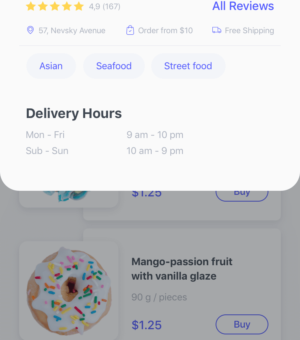 4,9 (167) All Reviews
57, Nevsky Avenue Order from $10 Free Shipping
Asian Seafood Street food
Delivery Hours
Mon - Fri 9 am - 10 pm
Sub - Sun 10 am - 9 pm
$1.25 Buy
Mango-passion fruit
with vanilla glaze
90 g / pieces
$1.25 Buy